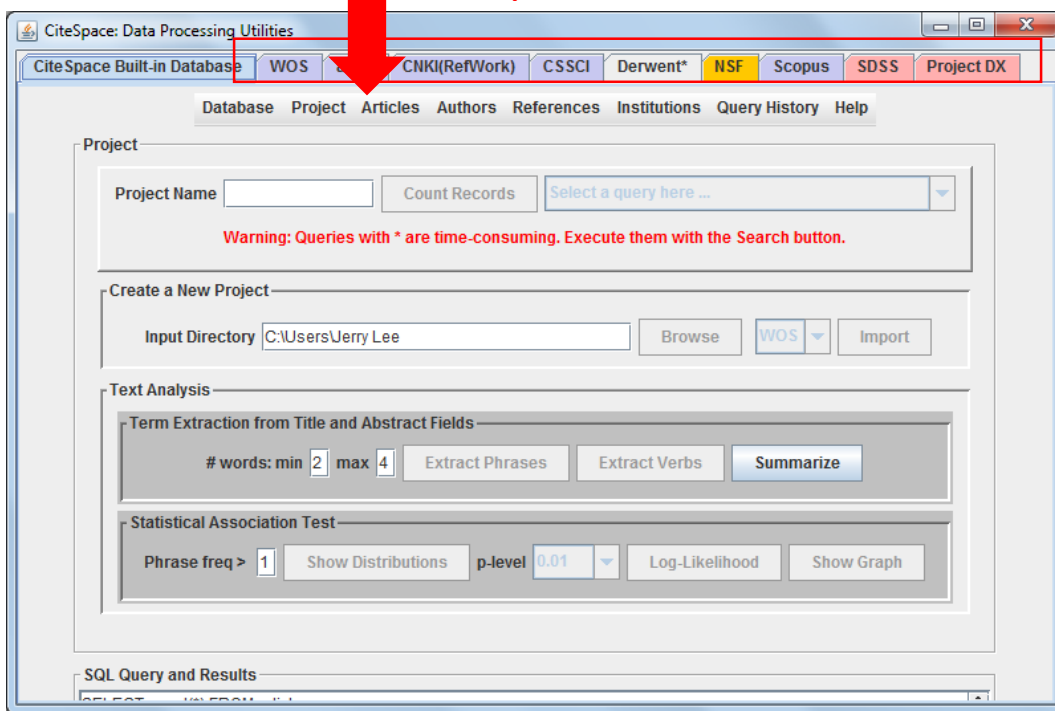 CiteSpace: Data Processing Utilities
CiteSpace Built-in Database WOS CNKI(RefWork) CSSCI Derwent* NSF Scopus SDSS Project DX
Database Project Articles Authors References Institutions Query History Help
Project
Project Name Count Records Select a query here ...
Warning: Queries with * are time-consuming. Execute them with the Search button.
Create a New Project
Input Directory C:\Users\Jerry Lee Browse WOS Import
Text Analysis
Term Extraction from Title and Abstract Fields
# words: min 2 max 4 Extract Phrases Extract Verbs Summarize
Statistical Association Test
Phrase freq > 1 Show Distributions p-level 0.01 Log-Likelihood Show Graph
SQL Query and Results